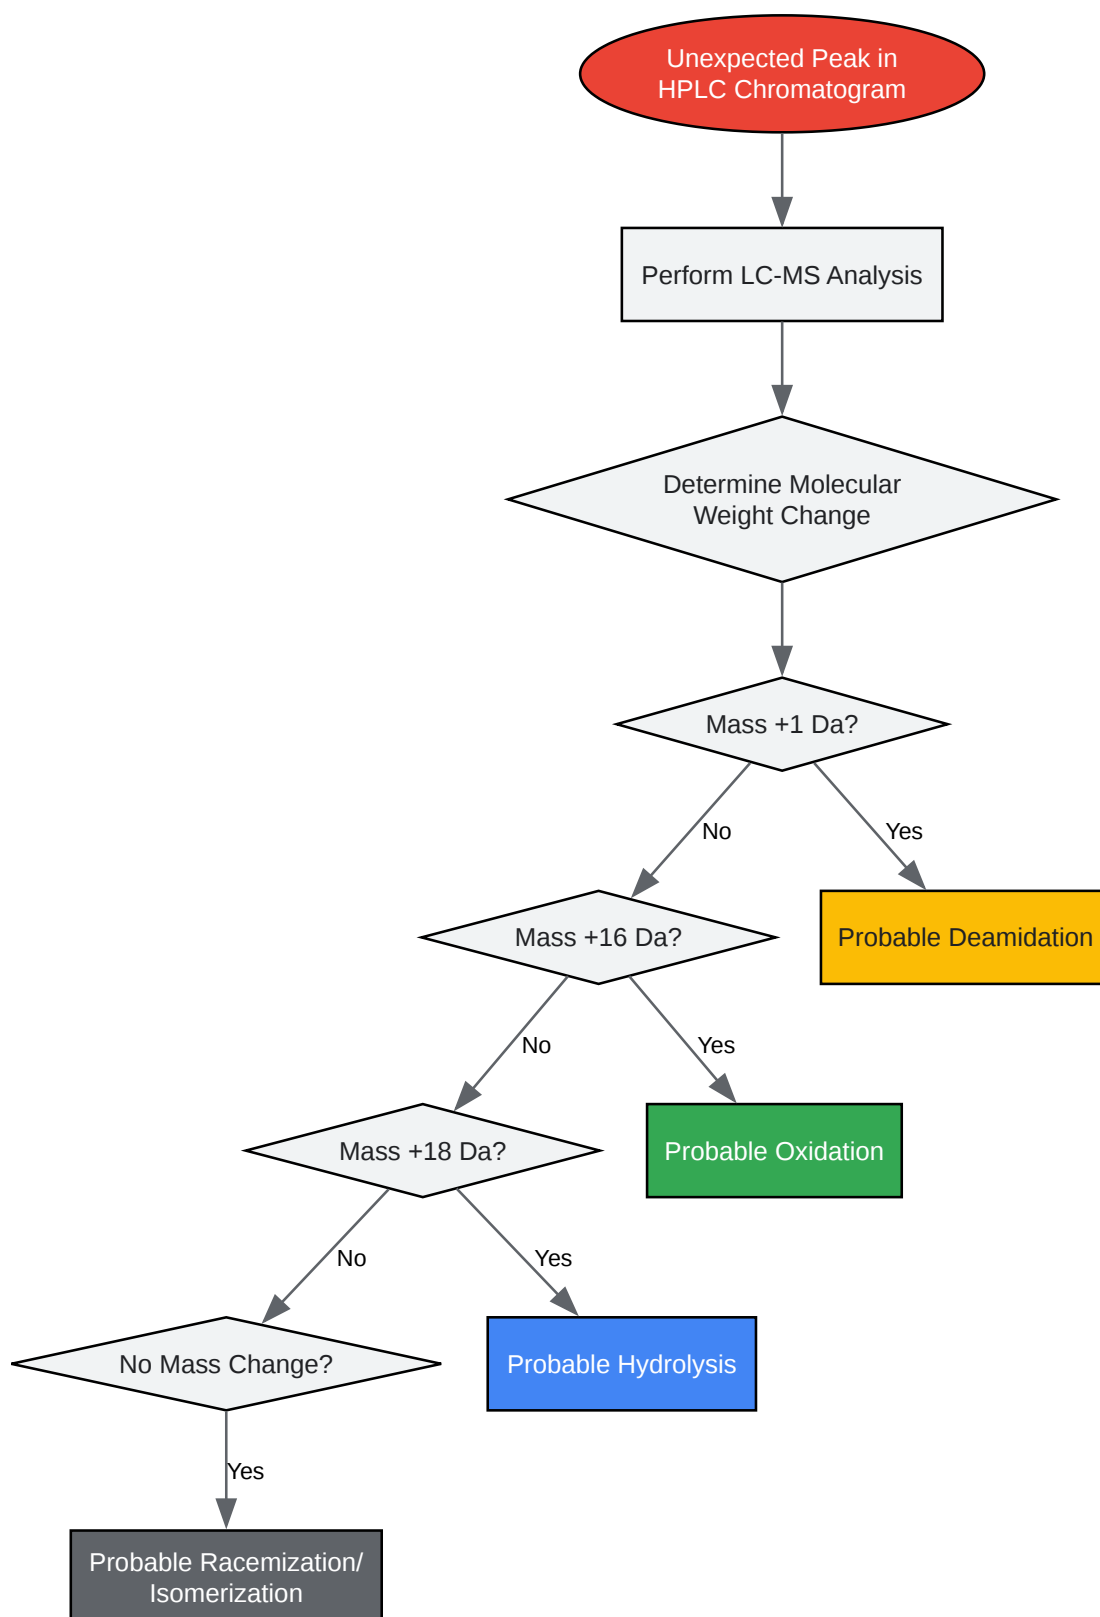 Unexpected Peak in
HPLC Chromatogram
Perform LC-MS Analysis
Determine Molecular
Weight Change
Mass +1 Da?
No
Yes
Mass +16 Da?
Probable Deamidation
No
Yes
Mass +18 Da?
Probable Oxidation
No
Yes
No Mass Change?
Probable Hydrolysis
Yes
Probable Racemization/
Isomerization